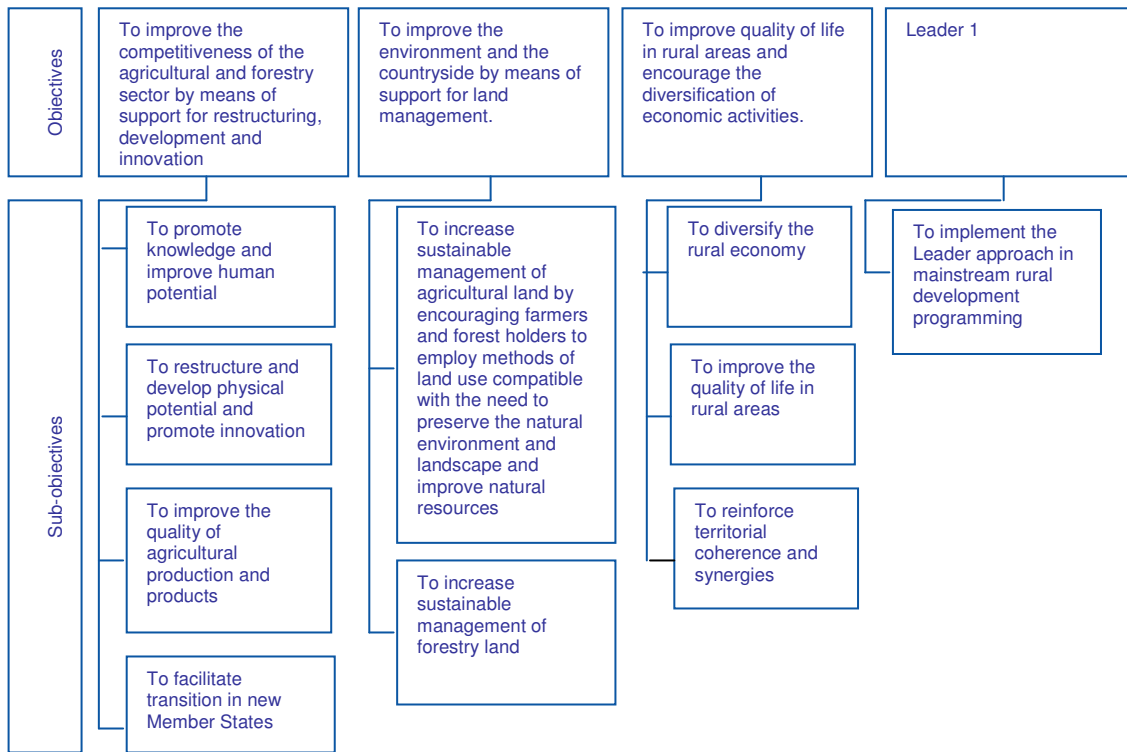 Objectives
To improve the
competitiveness of the
agricultural and forestry
sector by means of
support for restructuring,
development and
innovation
To improve the
environment and the
countryside by means of
support for land
management.
To improve quality of life
in rural areas and
encourage the
diversification of
economic activities.
Leader 1
Sub-objectives
To promote
knowledge and
improve human
potential
To restructure and
develop physical
potential and
promote innovation
To improve the
quality of
agricultural
production and
products
To facilitate
transition in new
Member States
To increase
sustainable
management of
agricultural land by
encouraging farmers
and forest holders to
employ methods of
land use compatible
with the need to
preserve the natural
environment and
landscape and
improve natural
resources
To increase
sustainable
management of
forestry land
To diversify the
rural economy
To improve the
quality of life in
rural areas
To reinforce
territorial
coherence and
synergies
To implement the
Leader approach in
mainstream rural
development
programming